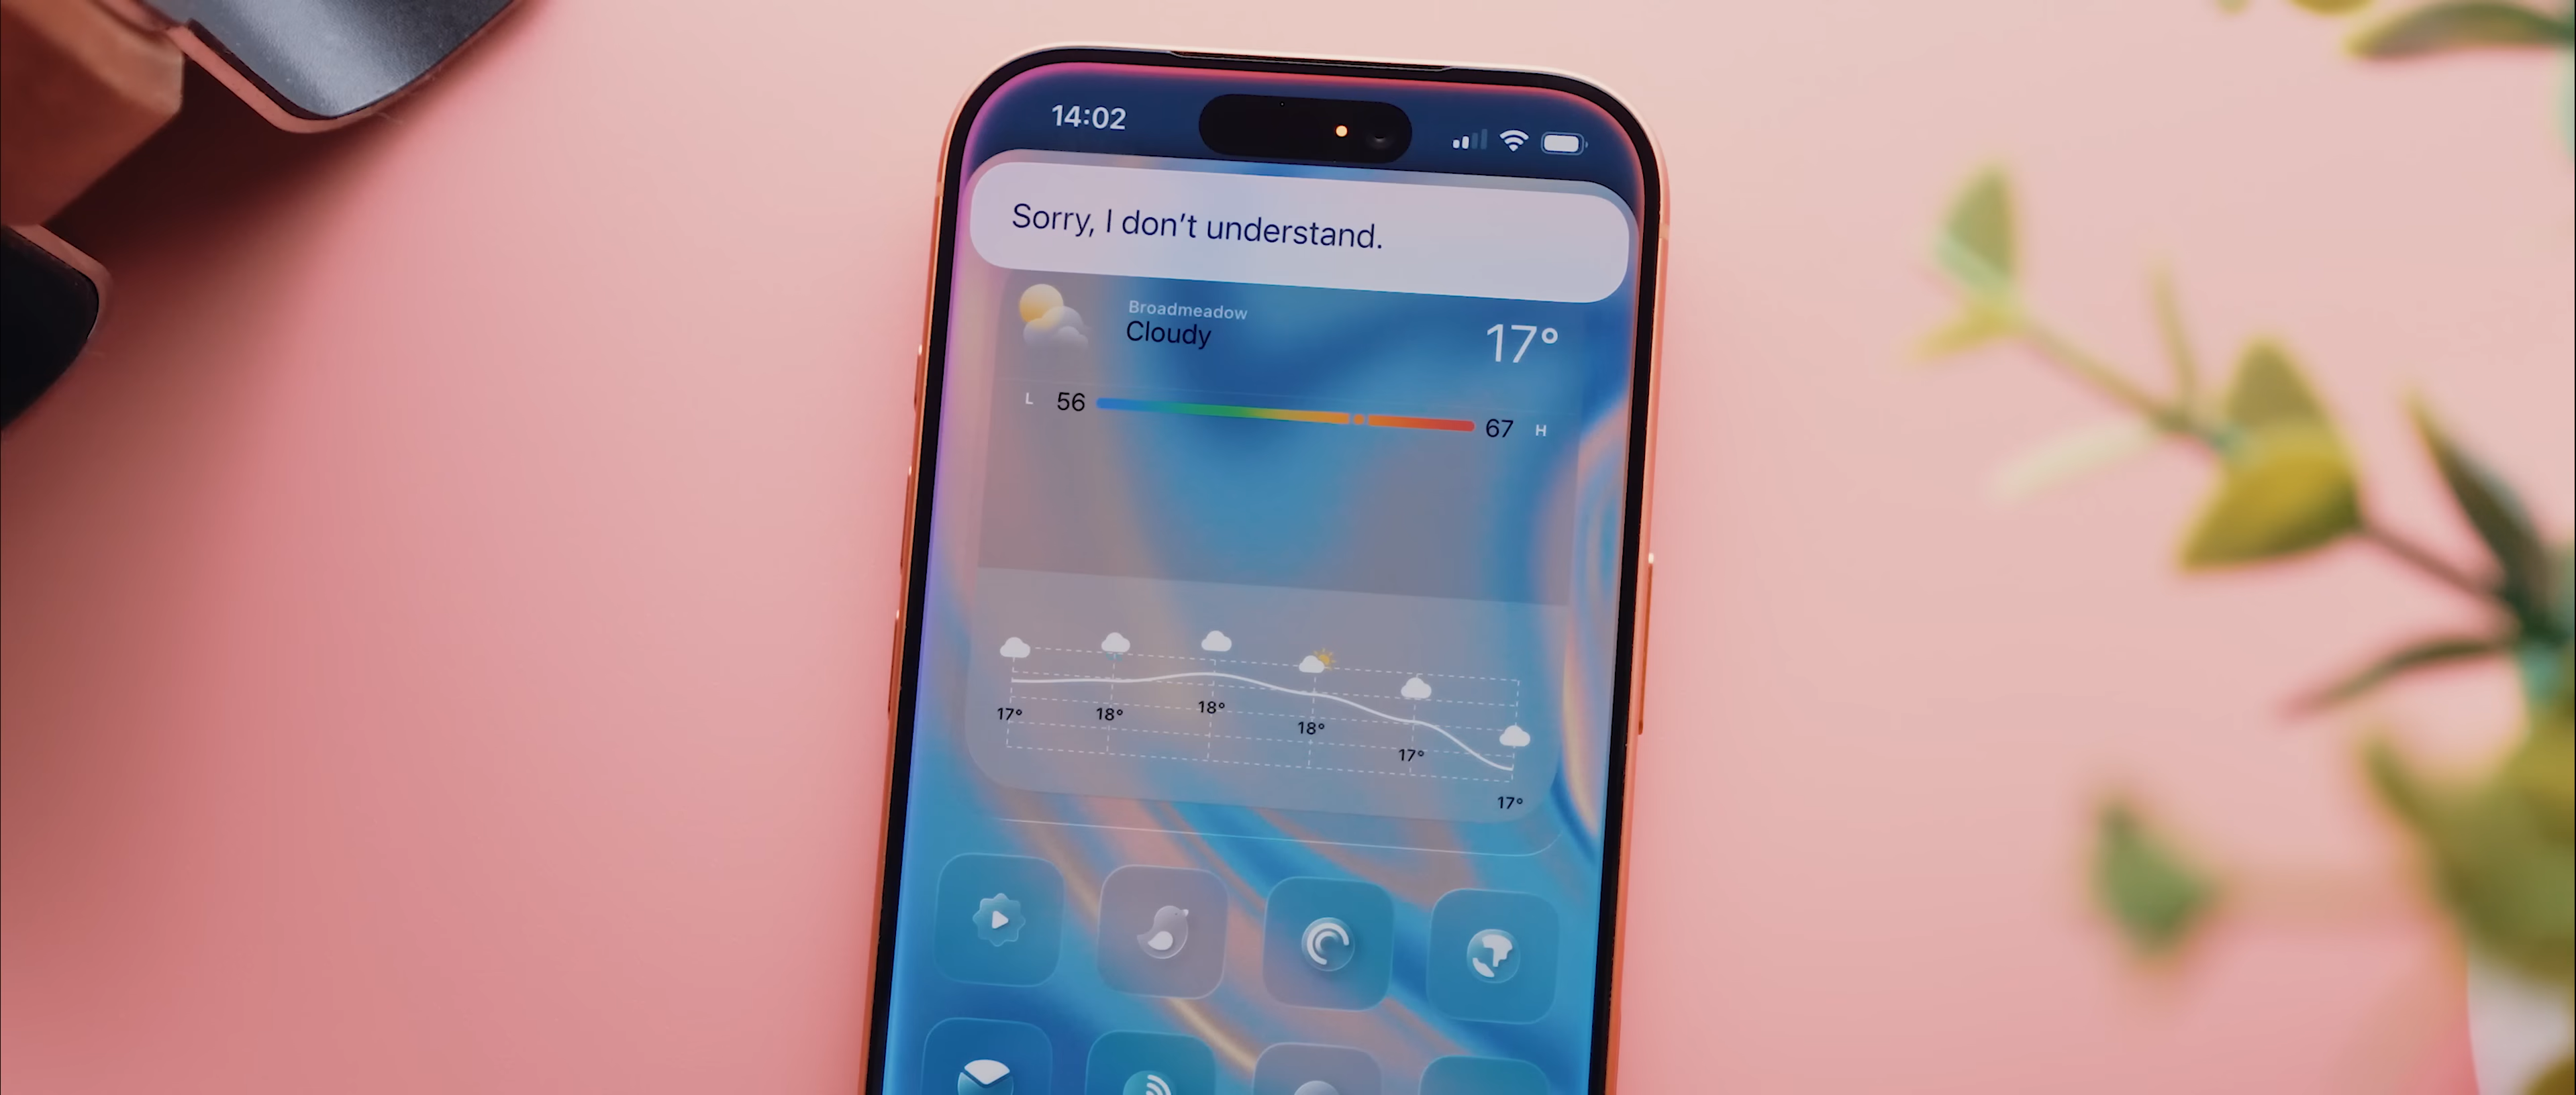 14:02
Sorry, I don't understand.
Broadmeadow
Cloudy
17°
L 56 67 H
17° 18° 18° 18° 17° 17°